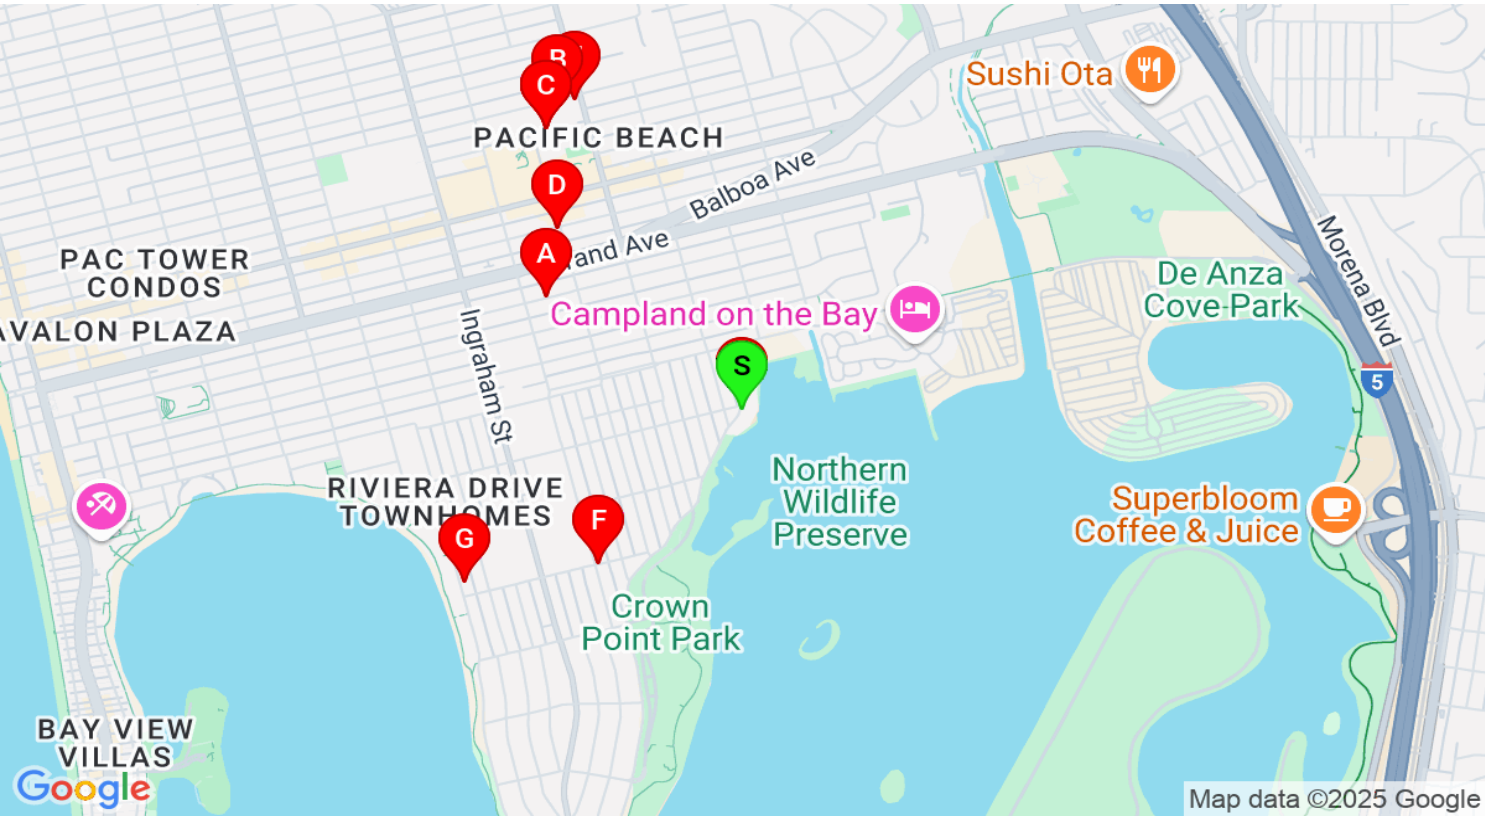 B
C
PACIFIC BEACH
Sushi Ota
D
Balboa Ave
A
rand Ave
PAC TOWER
CONDOS
AVALON PLAZA
Campland on the Bay
De Anza
Cove Park
Morena Blvd
5
Ingraham St
S
RIVIERA DRIVE
TOWNHOMES
G
F
Northern
Wildlife
Preserve
Superbloom
Coffee & Juice
Crown
Point Park
BAY VIEW
VILLAS
Google
Map data ©2025 Google